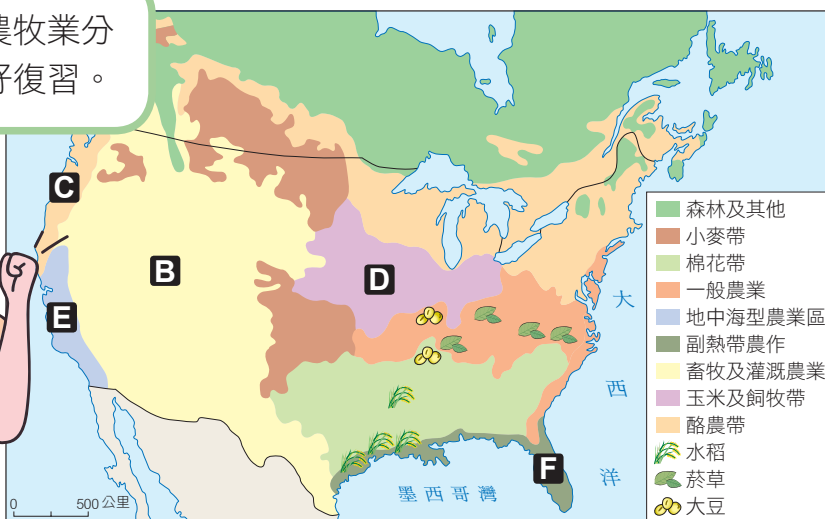 農牧業分
好復習。
C
B
D
E
F
大
西
洋
墨西哥灣
0 500公里
森林及其他
小麥帶
棉花帶
一般農業
地中海型農業區
副熱帶農作
畜牧及灌溉農業
玉米及飼牧帶
酪農帶
水稻
菸草
大豆